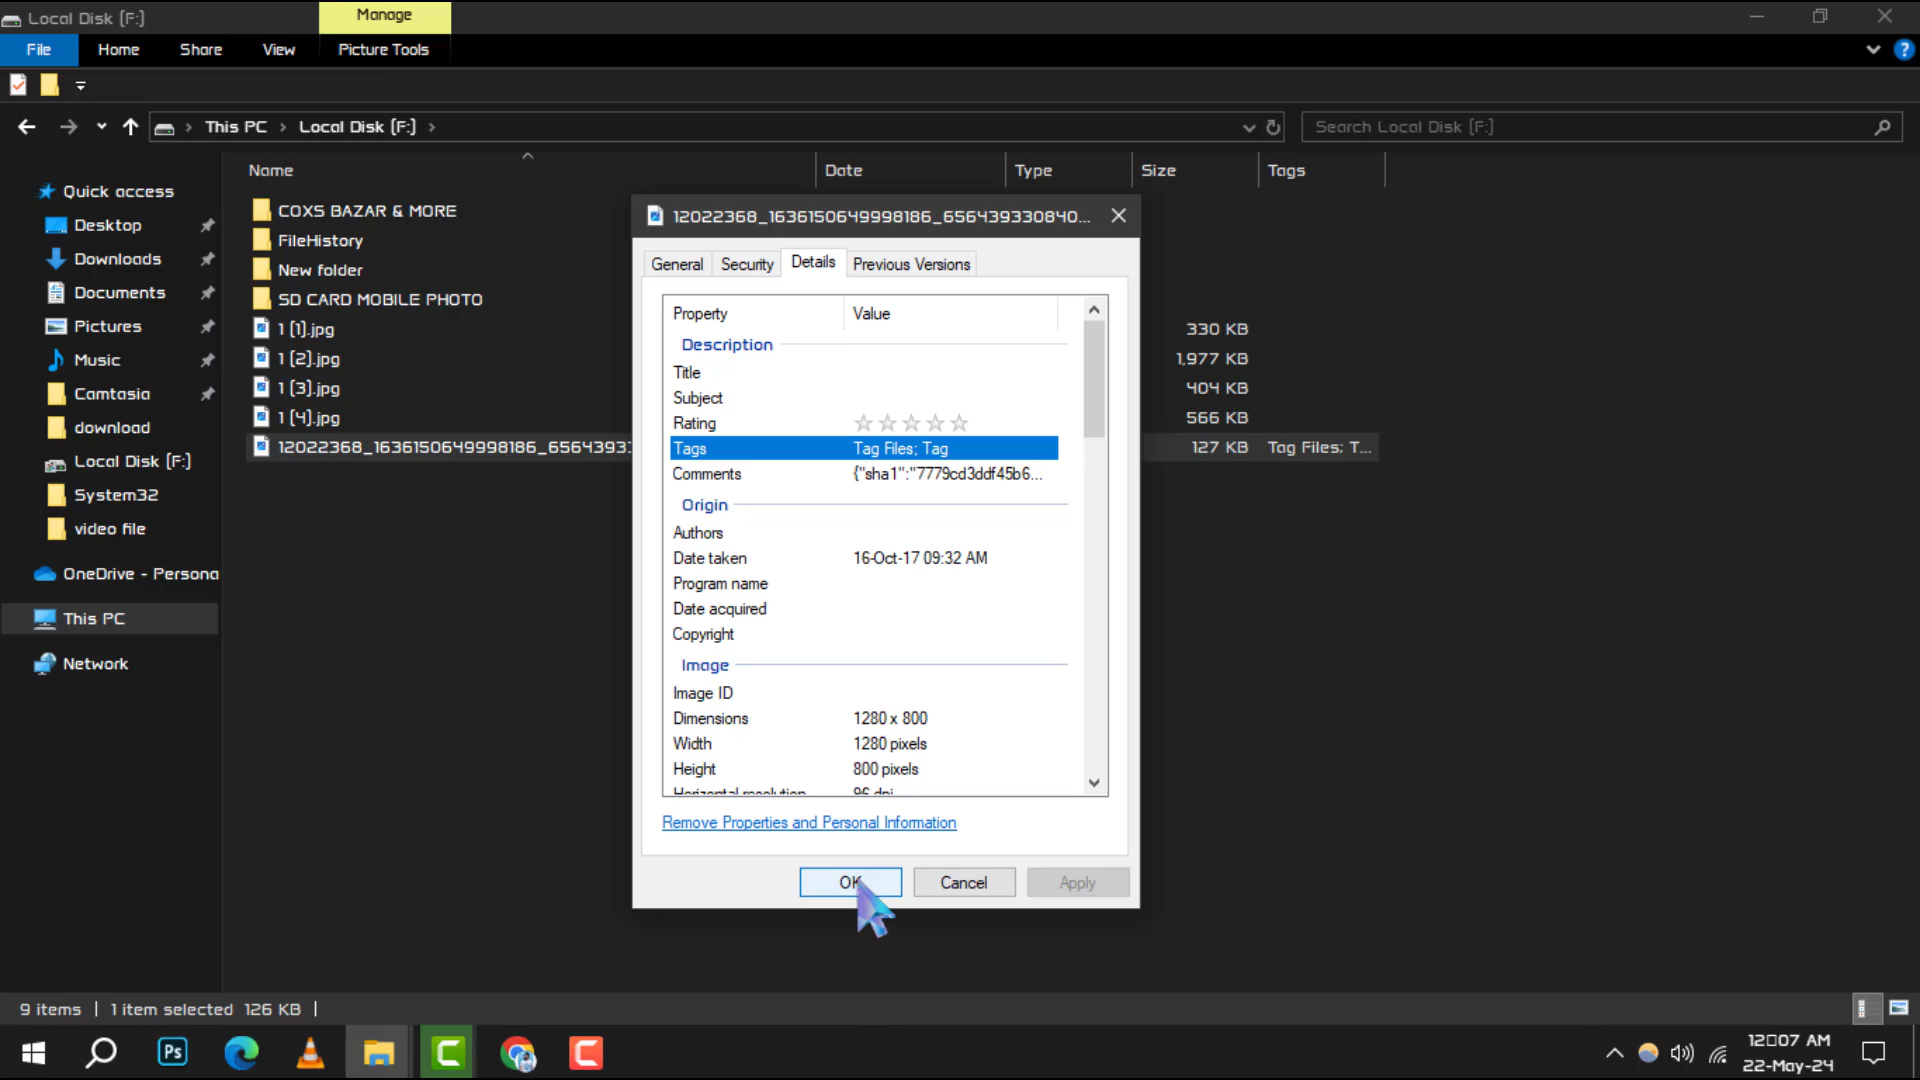 Local Disk (F:)
Manage
File
Home
Share
View
Picture Tools
This PC
Local Disk (F:)
Search Local Disk (F:)
Name
Date
Type
Size
Tags
Quick access
Desktop
Downloads
Documents
Pictures
Music
Camtasia
download
Local Disk (F:)
System32
video file
OneDrive - Persona
This PC
Network
COXS BAZAR & MORE
FileHistory
New folder
SD CARD MOBILE PHOTO
1 (1).jpg
330 KB
1 (2).jpg
1,977 KB
1 (3).jpg
404 KB
1 (4).jpg
566 KB
12022368_1636150649998186_6564393
127 KB
Tag Files; T...
12022368_1636150649998186_656439330840...
General
Security
Details
Previous Versions
Property
Value
Description
Title
Subject
Rating
Tags
Tag Files; Tag
Comments
{"sha1":"7779cd3ddf45b6...
Origin
Authors
Date taken
16-Oct-17 09:32 AM
Program name
Date acquired
Copyright
Image
Image ID
Dimensions
1280 x 800
Width
1280 pixels
Height
800 pixels
Horizontal resolution
96 dpi
Remove Properties and Personal Information
OK
Cancel
Apply
9 items
1 item selected 126 KB
Ps
12▯07 AM
22-May-24